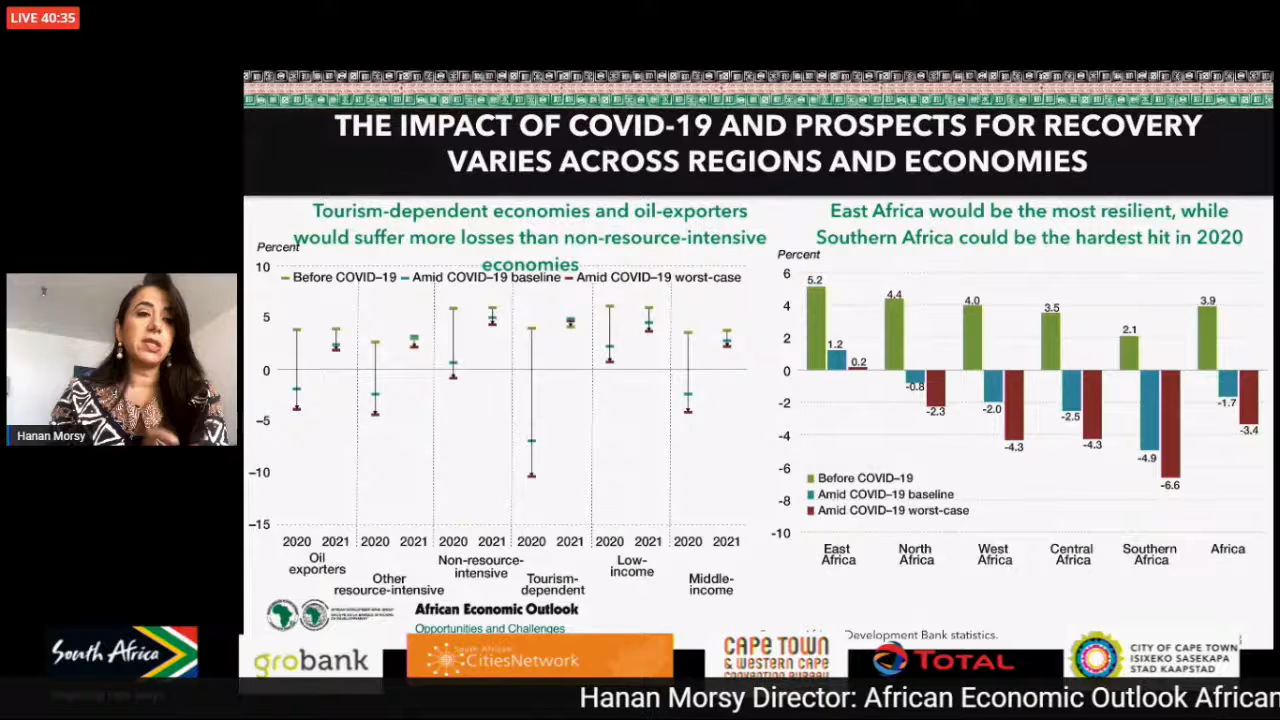 LIVE 40:35
THE IMPACT OF COVID-19 AND PROSPECTS FOR RECOVERY
VARIES ACROSS REGIONS AND ECONOMIES
Tourism-dependent economies and oil-exporters
would suffer more losses than non-resource-intensive
economies
Percent
Before COVID–19 Amid COVID–19 baseline Amid COVID–19 worst-case
10
5
0
–5
–10
–15
2020 2021 2020 2021 2020 2021 2020 2021 2020 2021 2020 2021
Oil
exporters
Other
resource-intensive
Non-resource-
intensive
Tourism-
dependent
Low-
income
Middle-
income
East Africa would be the most resilient, while
Southern Africa could be the hardest hit in 2020
Percent
6
4
2
0
-2
-4
-6
-8
-10
5.2 1.2 0.2
4.4 -0.8 -2.3
4.0 -2.0 -4.3
3.5 -2.5 -4.3
2.1 -4.9 -6.6
3.9 -1.7 -3.4
Before COVID–19
Amid COVID–19 baseline
Amid COVID–19 worst-case
East
Africa
North
Africa
West
Africa
Central
Africa
Southern
Africa
Africa
Hanan Morsy
African Economic Outlook
Opportunities and Challenges
Development Bank statistics.
South Africa
grobank
South African
CitiesNetwork
CAPE TOWN
& WESTERN CAPE
CONVENTION BUREAU
TOTAL
CITY OF CAPE TOWN
ISIXEKO SASEKAPA
STAD KAAPSTAD
Hanan Morsy Director: African Economic Outlook African